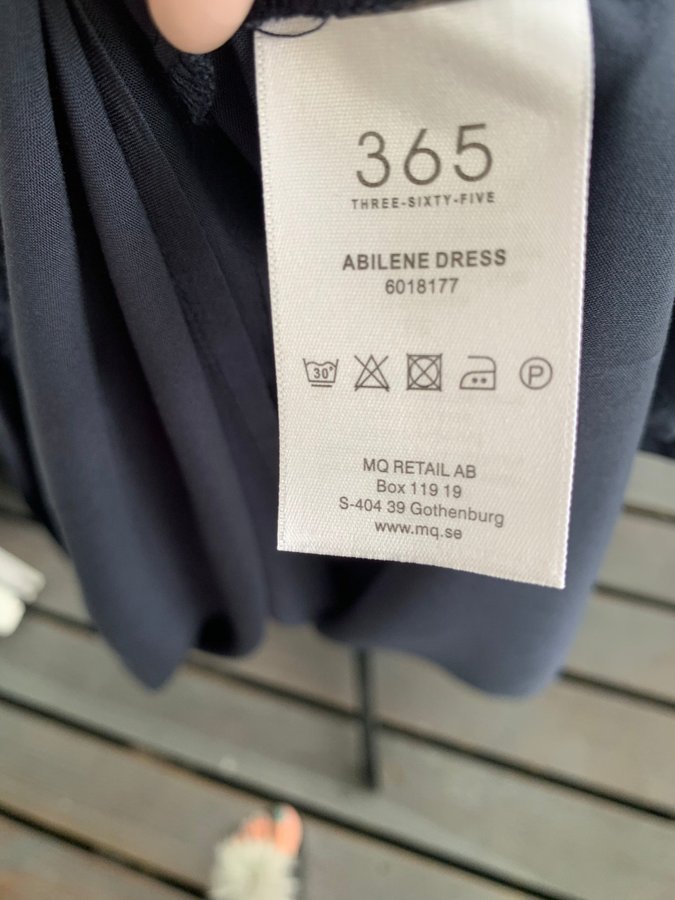 365
THREE-SIXTY-FIVE
ABILENE DRESS
6018177
30° P
MQ RETAIL AB
Box 119 19
S-404 39 Gothenburg
www.mq.se